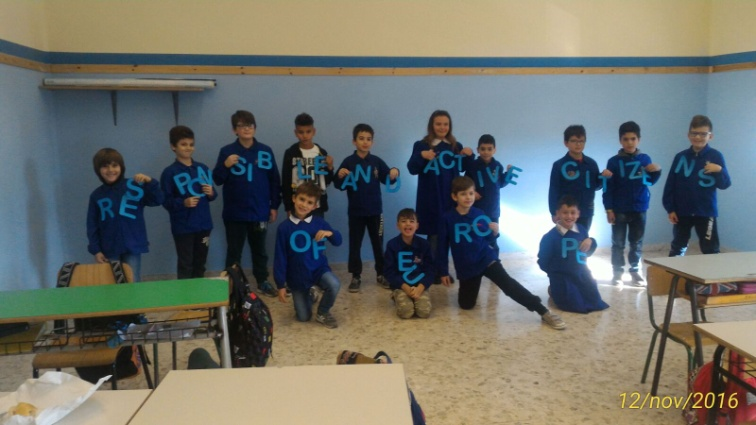 RESPONSIBLE AND ACTIVE CITIZENS
OF EUROPE
12/nov/2016